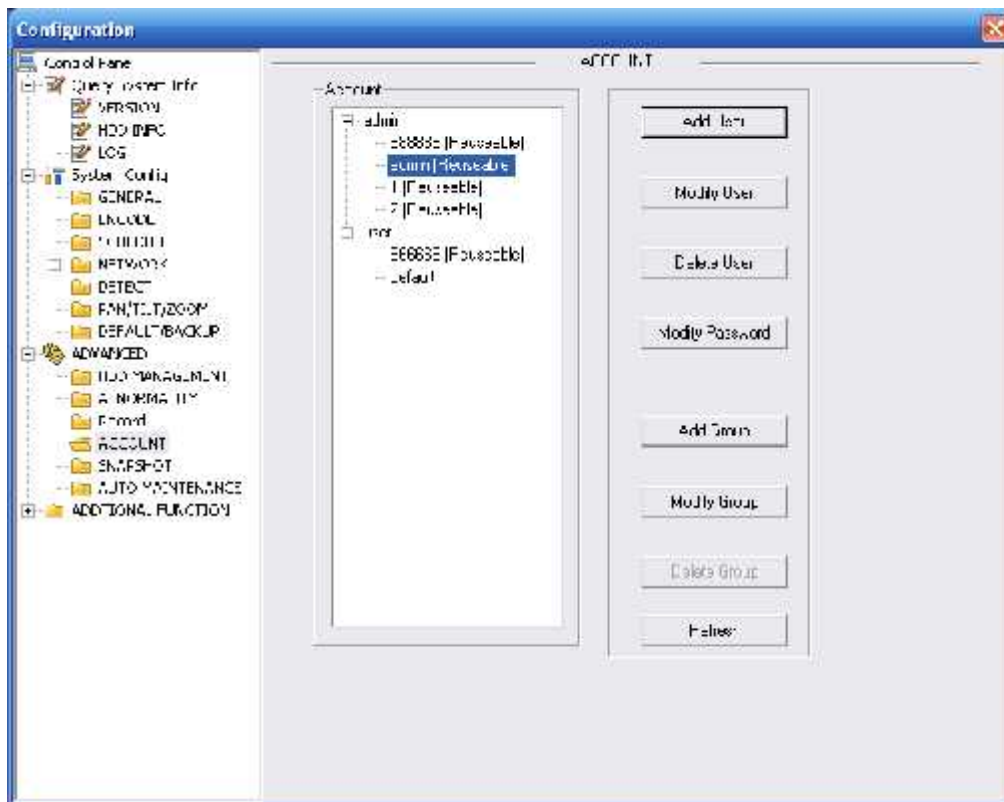 Configuration
ACCOUNT
Control Panel
Query System Info
VERSION
HDD INFO
LOG
System Config
GENERAL
ENCODE
SCHEDULE
NETWORK
DETECT
PAN/TILT/ZOOM
DEFAULT/BACKUP
ADVANCED
HDD MANAGEMENT
ABNORMALITY
Record
ACCOUNT
SNAPSHOT
AUTO MAINTENANCE
ADDITIONAL FUNCTION
Account
admin
[Reuseable]
admin [Reuseable]
1 [Reuseable]
2 [Reuseable]
user
[Reuseable]
default
Add User
Modify User
Delete User
Modify Password
Add Group
Modify Group
Delete Group
Refresh